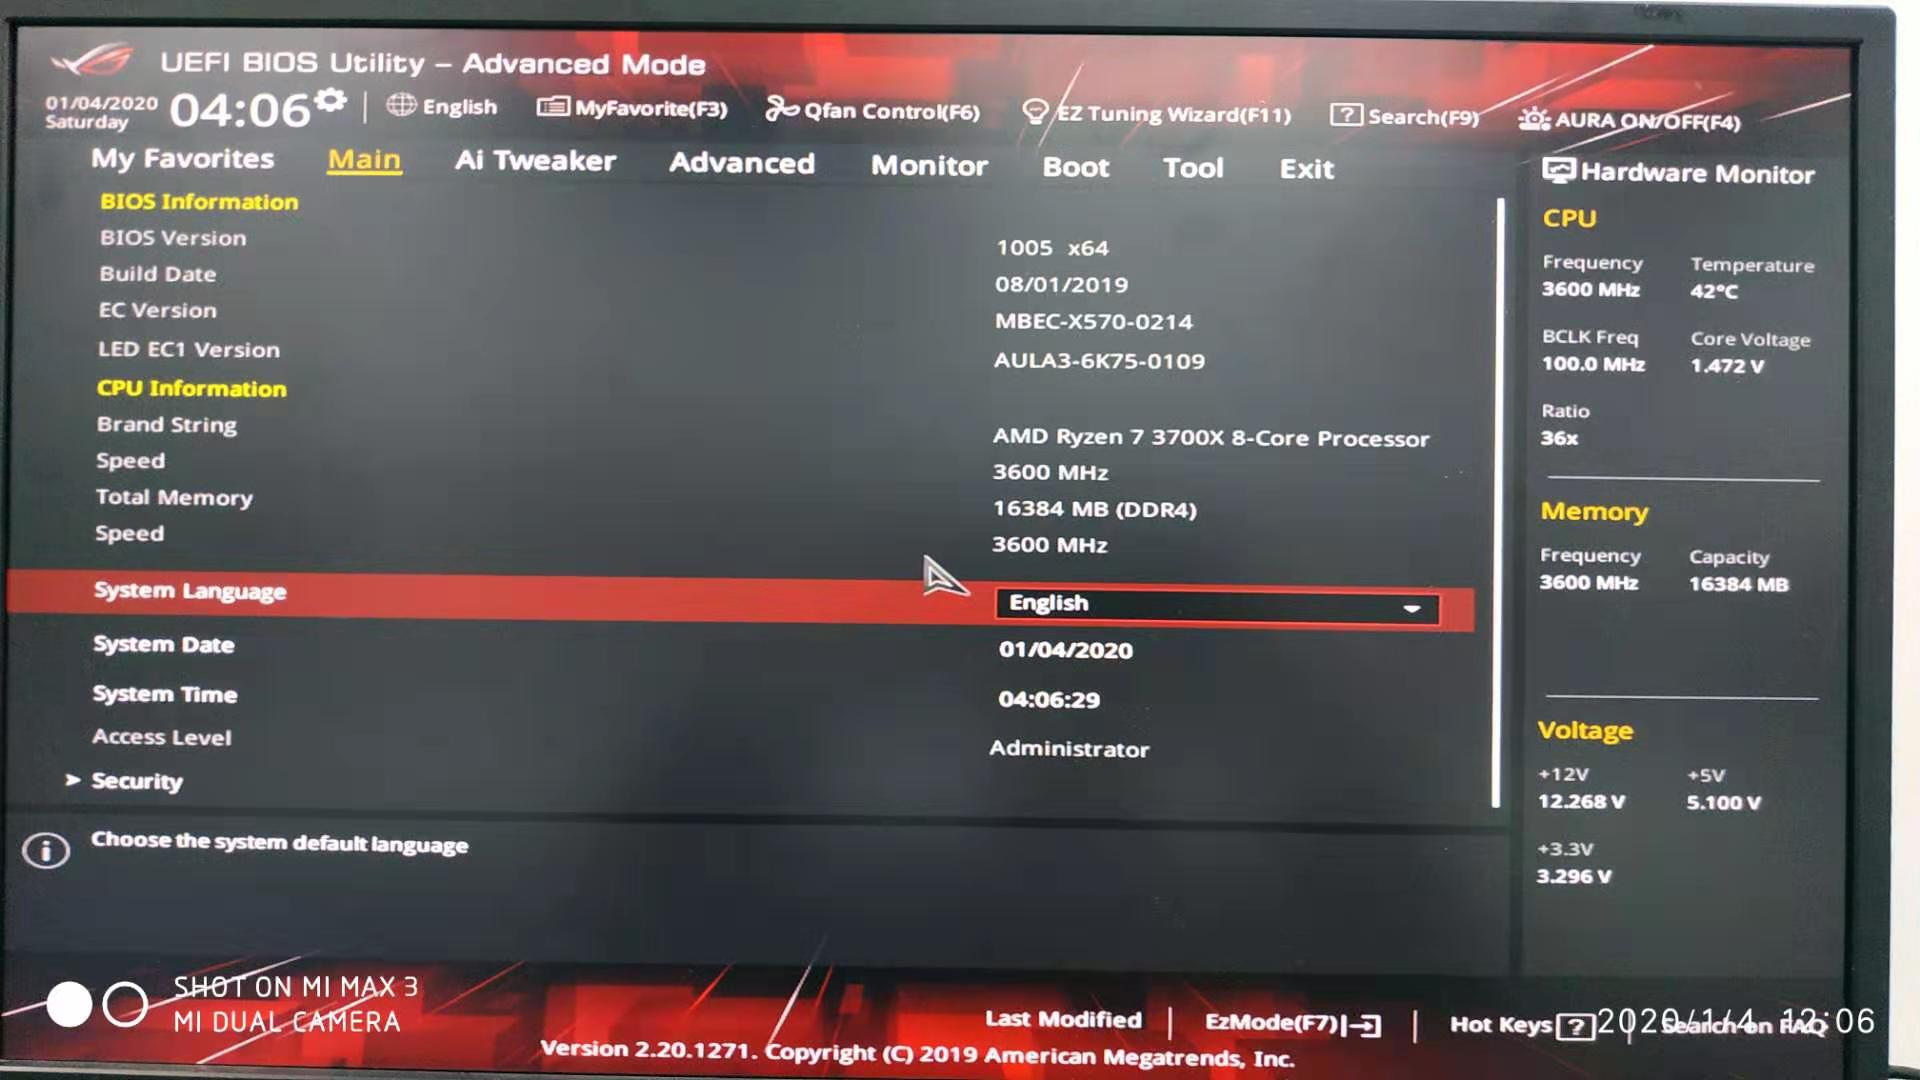 UEFI BIOS Utility – Advanced Mode
01/04/2020
Saturday
04:06
English
MyFavorite(F3)
Qfan Control(F6)
EZ Tuning Wizard(F11)
? Search(F9)
AURA ON/OFF(F4)
My Favorites Main Ai Tweaker Advanced Monitor Boot Tool Exit
Hardware Monitor
BIOS Information
BIOS Version 1005 x64
Build Date 08/01/2019
EC Version MBEC-X570-0214
LED EC1 Version AULA3-6K75-0109
CPU Information
Brand String AMD Ryzen 7 3700X 8-Core Processor
Speed 3600 MHz
Total Memory 16384 MB (DDR4)
Speed 3600 MHz
System Language English
System Date 01/04/2020
System Time 04:06:29
Access Level Administrator
> Security
i Choose the system default language
CPU
Frequency Temperature
3600 MHz 42°C
BCLK Freq Core Voltage
100.0 MHz 1.472 V
Ratio
36x
Memory
Frequency Capacity
3600 MHz 16384 MB
Voltage
+12V +5V
12.268 V 5.100 V
+3.3V
3.296 V
SHOT ON MI MAX 3
MI DUAL CAMERA
Last Modified | EzMode(F7) | Hot Keys ? | Search on FAQ
2020/1/4 12:06
Version 2.20.1271. Copyright (C) 2019 American Megatrends, Inc.